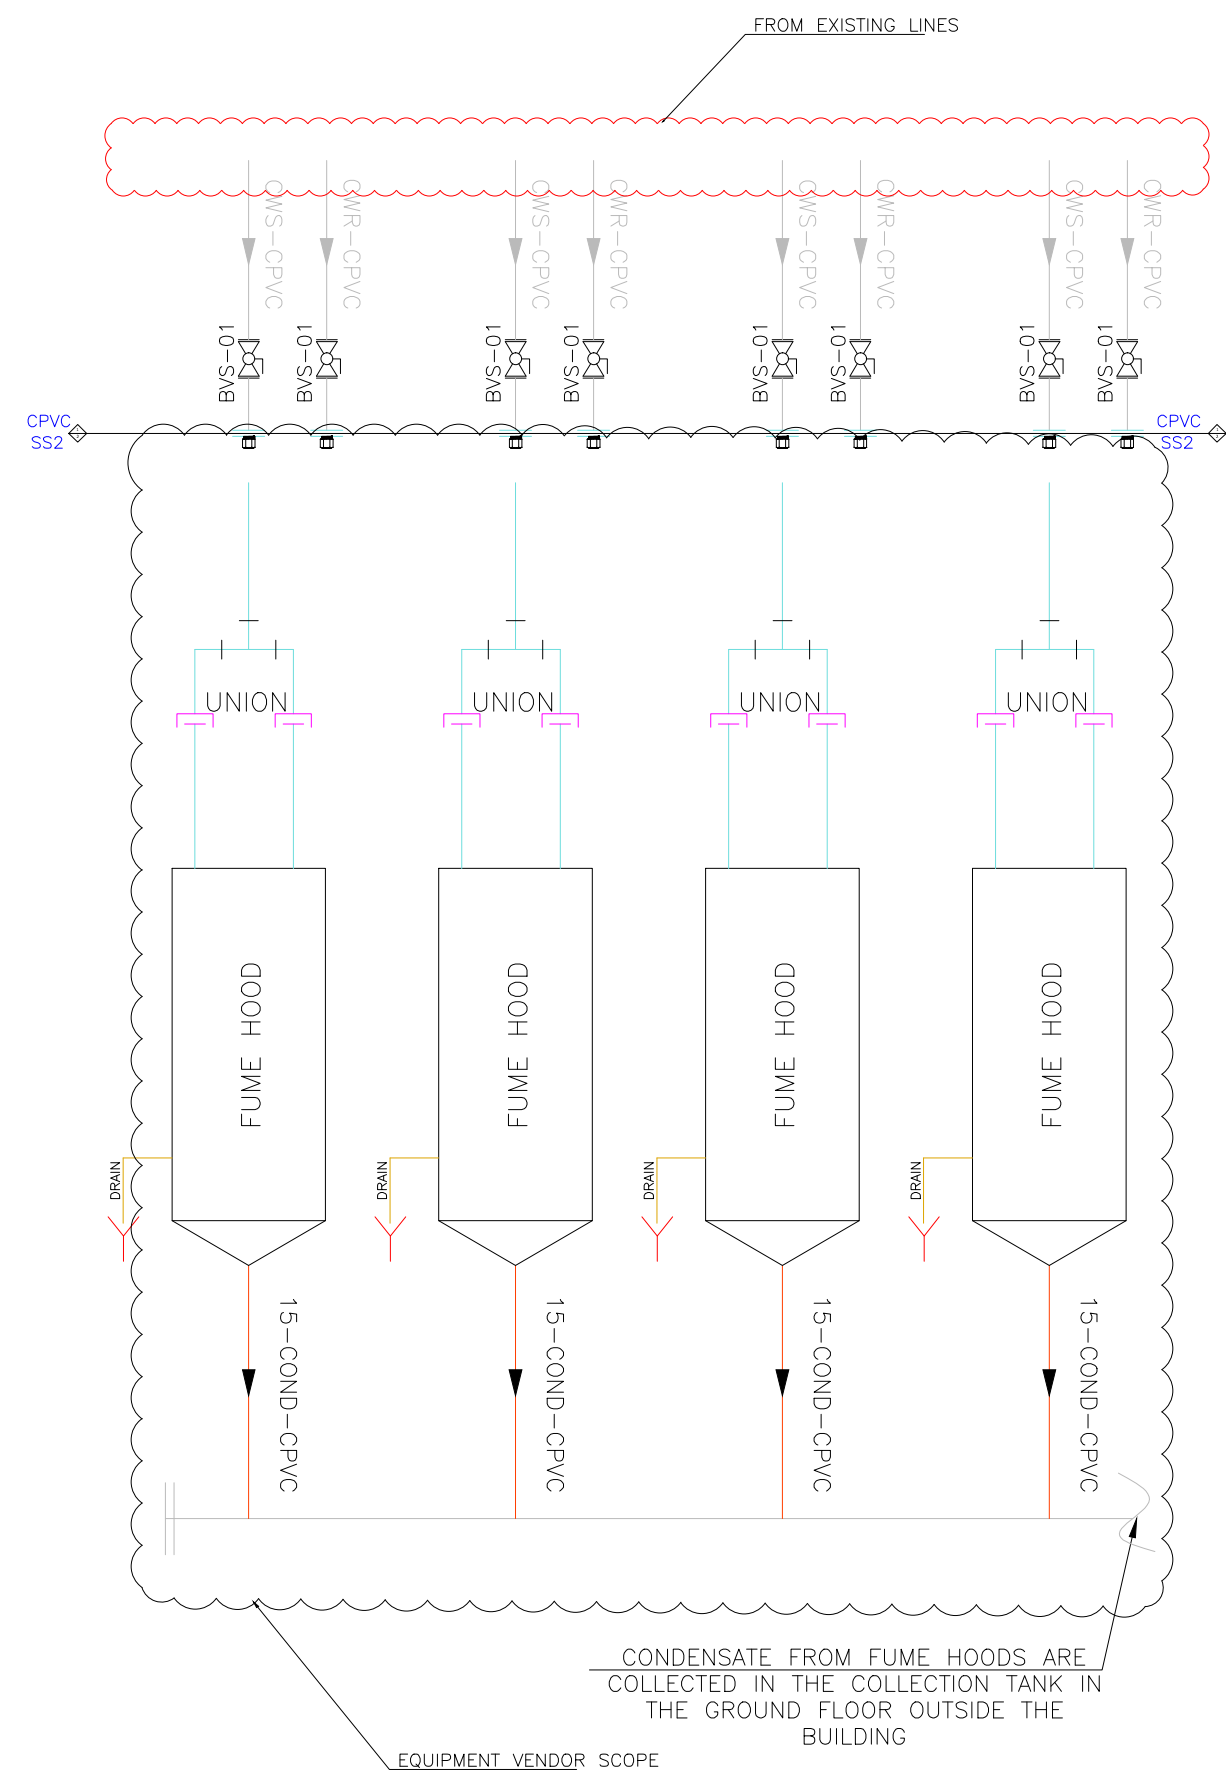 FROM EXISTING LINES
CWS-CPVC
CWR-CPVC
CWS-CPVC
CWR-CPVC
CWS-CPVC
CWR-CPVC
CWS-CPVC
CWR-CPVC
BVS-01
BVS-01
BVS-01
BVS-01
BVS-01
BVS-01
BVS-01
BVS-01
CPVC
SS2
CPVC
SS2
UNION
UNION
UNION
UNION
FUME HOOD
FUME HOOD
FUME HOOD
FUME HOOD
DRAIN
DRAIN
DRAIN
DRAIN
15-COND-CPVC
15-COND-CPVC
15-COND-CPVC
15-COND-CPVC
CONDENSATE FROM FUME HOODS ARE
COLLECTED IN THE COLLECTION TANK IN
THE GROUND FLOOR OUTSIDE THE
BUILDING
EQUIPMENT VENDOR SCOPE